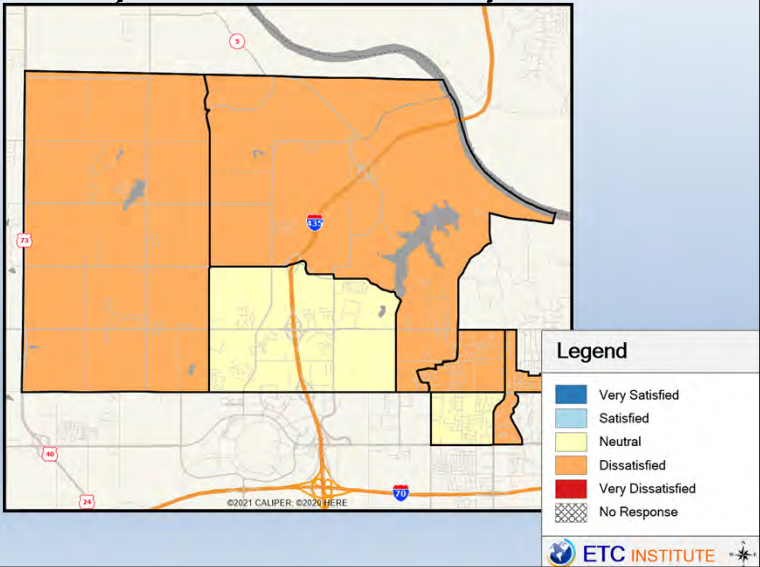 5
435
73
Legend
Very Satisfied
Satisfied
Neutral
Dissatisfied
Very Dissatisfied
No Response
40
24
70
©2021 CALIPER; ©2020 HERE
ETC INSTITUTE